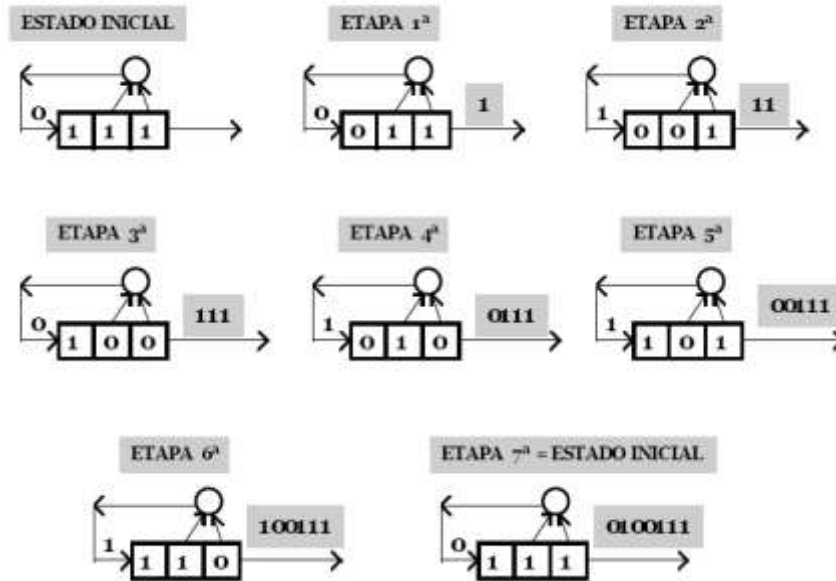 ESTADO INICIAL
ETAPA 1ª
ETAPA 2ª
0 1 1 1
0 0 1 1 1
1 0 0 1 11
ETAPA 3ª
ETAPA 4ª
ETAPA 5ª
0 1 0 0 111
1 0 1 0 0111
1 1 0 1 00111
ETAPA 6ª
ETAPA 7ª = ESTADO INICIAL
1 1 1 0 100111
0 1 1 1 0100111